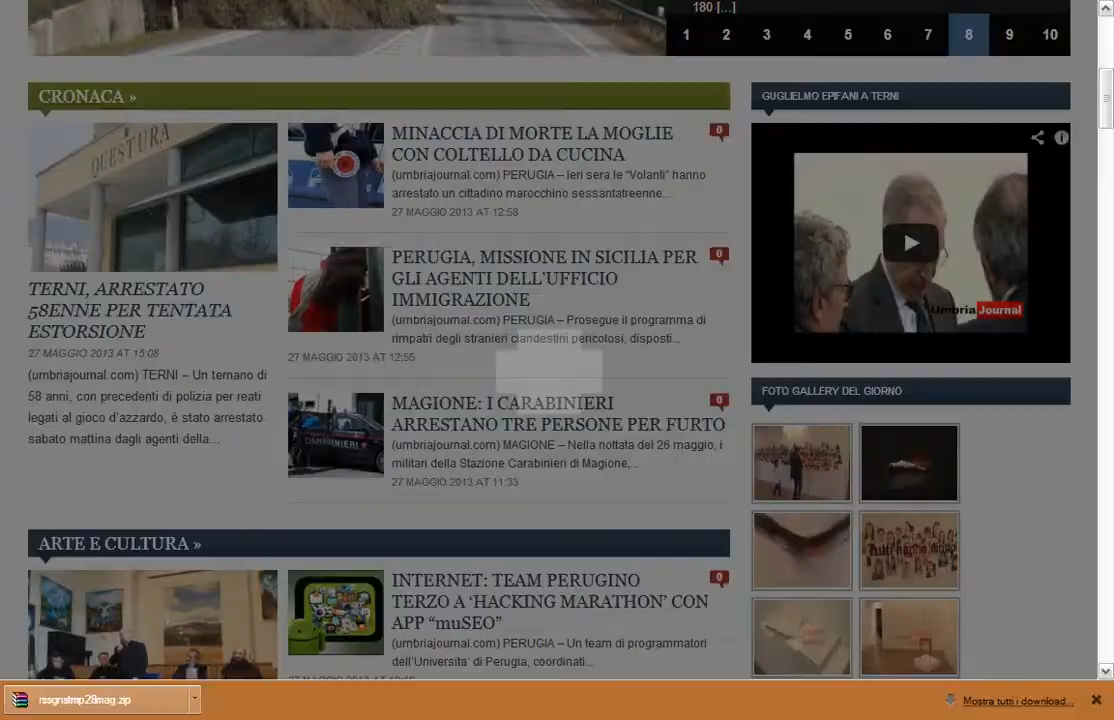 180 [...]
1 2 3 4 5 6 7 8 9 10
CRONACA »
GUGLIELMO EPIFANI A TERNI
QUESTURA
MINACCIA DI MORTE LA MOGLIE
CON COLTELLO DA CUCINA
0
(umbriajournal.com) PERUGIA – Ieri sera le “Volanti” hanno
arrestato un cittadino marocchino sessantatreenne...
27 MAGGIO 2013 AT 12:58
PERUGIA, MISSIONE IN SICILIA PER
GLI AGENTI DELL'UFFICIO
IMMIGRAZIONE
0
(umbriajournal.com) PERUGIA – Prosegue il programma di
rimpatri degli stranieri clandestini pericolosi, disposti...
27 MAGGIO 2013 AT 12:55
TERNI, ARRESTATO
58ENNE PER TENTATA
ESTORSIONE
27 MAGGIO 2013 AT 15:08
(umbriajournal.com) TERNI – Un ternano di
58 anni, con precedenti di polizia per reati
legati al gioco d'azzardo, è stato arrestato
sabato mattina dagli agenti della...
Umbria Journal
FOTO GALLERY DEL GIORNO
MAGIONE: I CARABINIERI
ARRESTANO TRE PERSONE PER FURTO
0
(umbriajournal.com) MAGIONE – Nella nottata del 26 maggio, i
militari della Stazione Carabinieri di Magione,...
27 MAGGIO 2013 AT 11:33
CARABINIERI
ARTE E CULTURA »
INTERNET: TEAM PERUGINO
TERZO A ‘HACKING MARATHON’ CON
APP “muSEO”
0
(umbriajournal.com) PERUGIA – Un team di programmatori
dell'Universita' di Perugia, coordinati...
rssgnstmp28mag.zip
Mostra tutti i download...